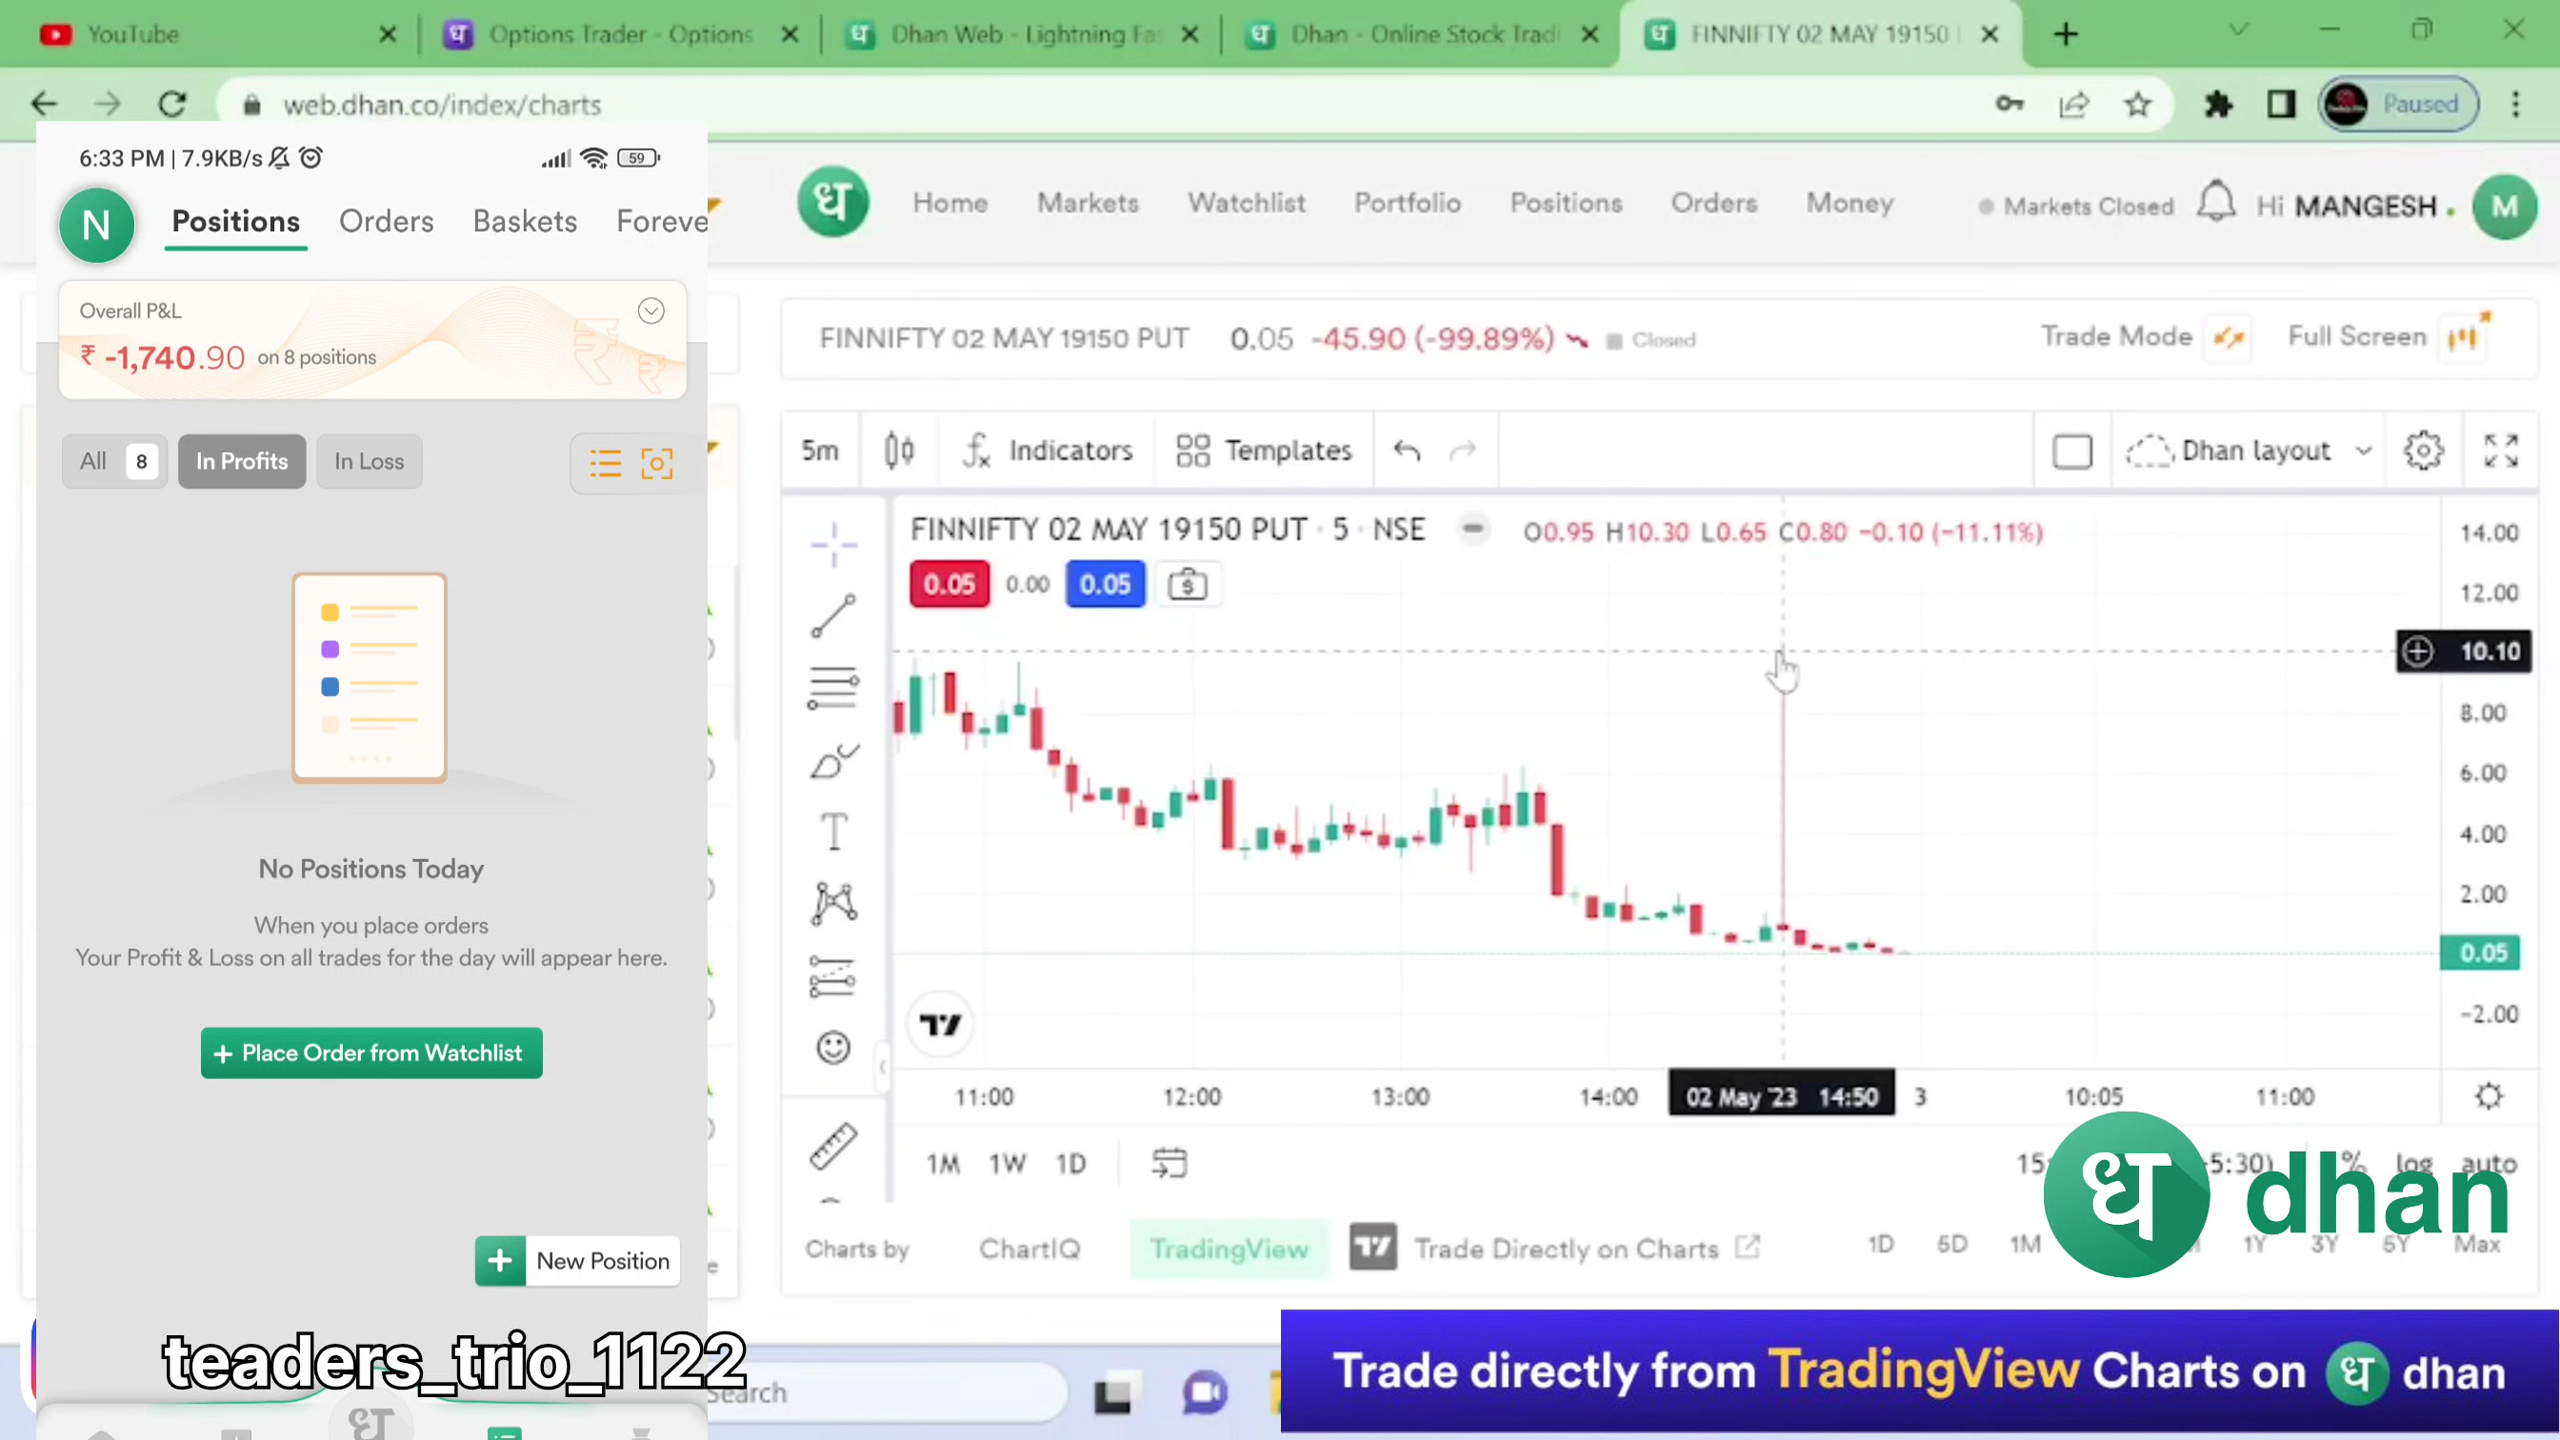 YouTube
Options Trader - Options
Dhan Web - Lightning Fa
Dhan - Online Stock Tradi
FINNIFTY 02 MAY 19150
web.dhan.co/index/charts
Paused
6:33 PM | 7.9KB/s
59
N
Positions
Orders
Baskets
Foreve
Overall P&L
₹ -1,740.90 on 8 positions
All 8
In Profits
In Loss
No Positions Today
When you place orders
Your Profit & Loss on all trades for the day will appear here.
+ Place Order from Watchlist
+ New Position
teaders_trio_1122
ध
Home
Markets
Watchlist
Portfolio
Positions
Orders
Money
Markets Closed
Hi MANGESH
M
FINNIFTY 02 MAY 19150 PUT 0.05 -45.90 (-99.89%) Closed
Trade Mode
Full Screen
5m
Indicators
Templates
Dhan layout
FINNIFTY 02 MAY 19150 PUT · 5 · NSE
O0.95 H10.30 L0.65 C0.80 −0.10 (−11.11%)
0.05 0.00 0.05
14.00
12.00
10.10
8.00
6.00
4.00
2.00
0.05
−2.00
11:00
12:00
13:00
14:00
02 May '23 14:50
3
10:05
11:00
1M 1W 1D
15:
-5:30)
%
log
auto
Charts by
ChartIQ
TradingView
Trade Directly on Charts
1D
5D
1M
1Y
3Y
5Y
Max
ध dhan
Search
Trade directly from TradingView Charts on ध dhan